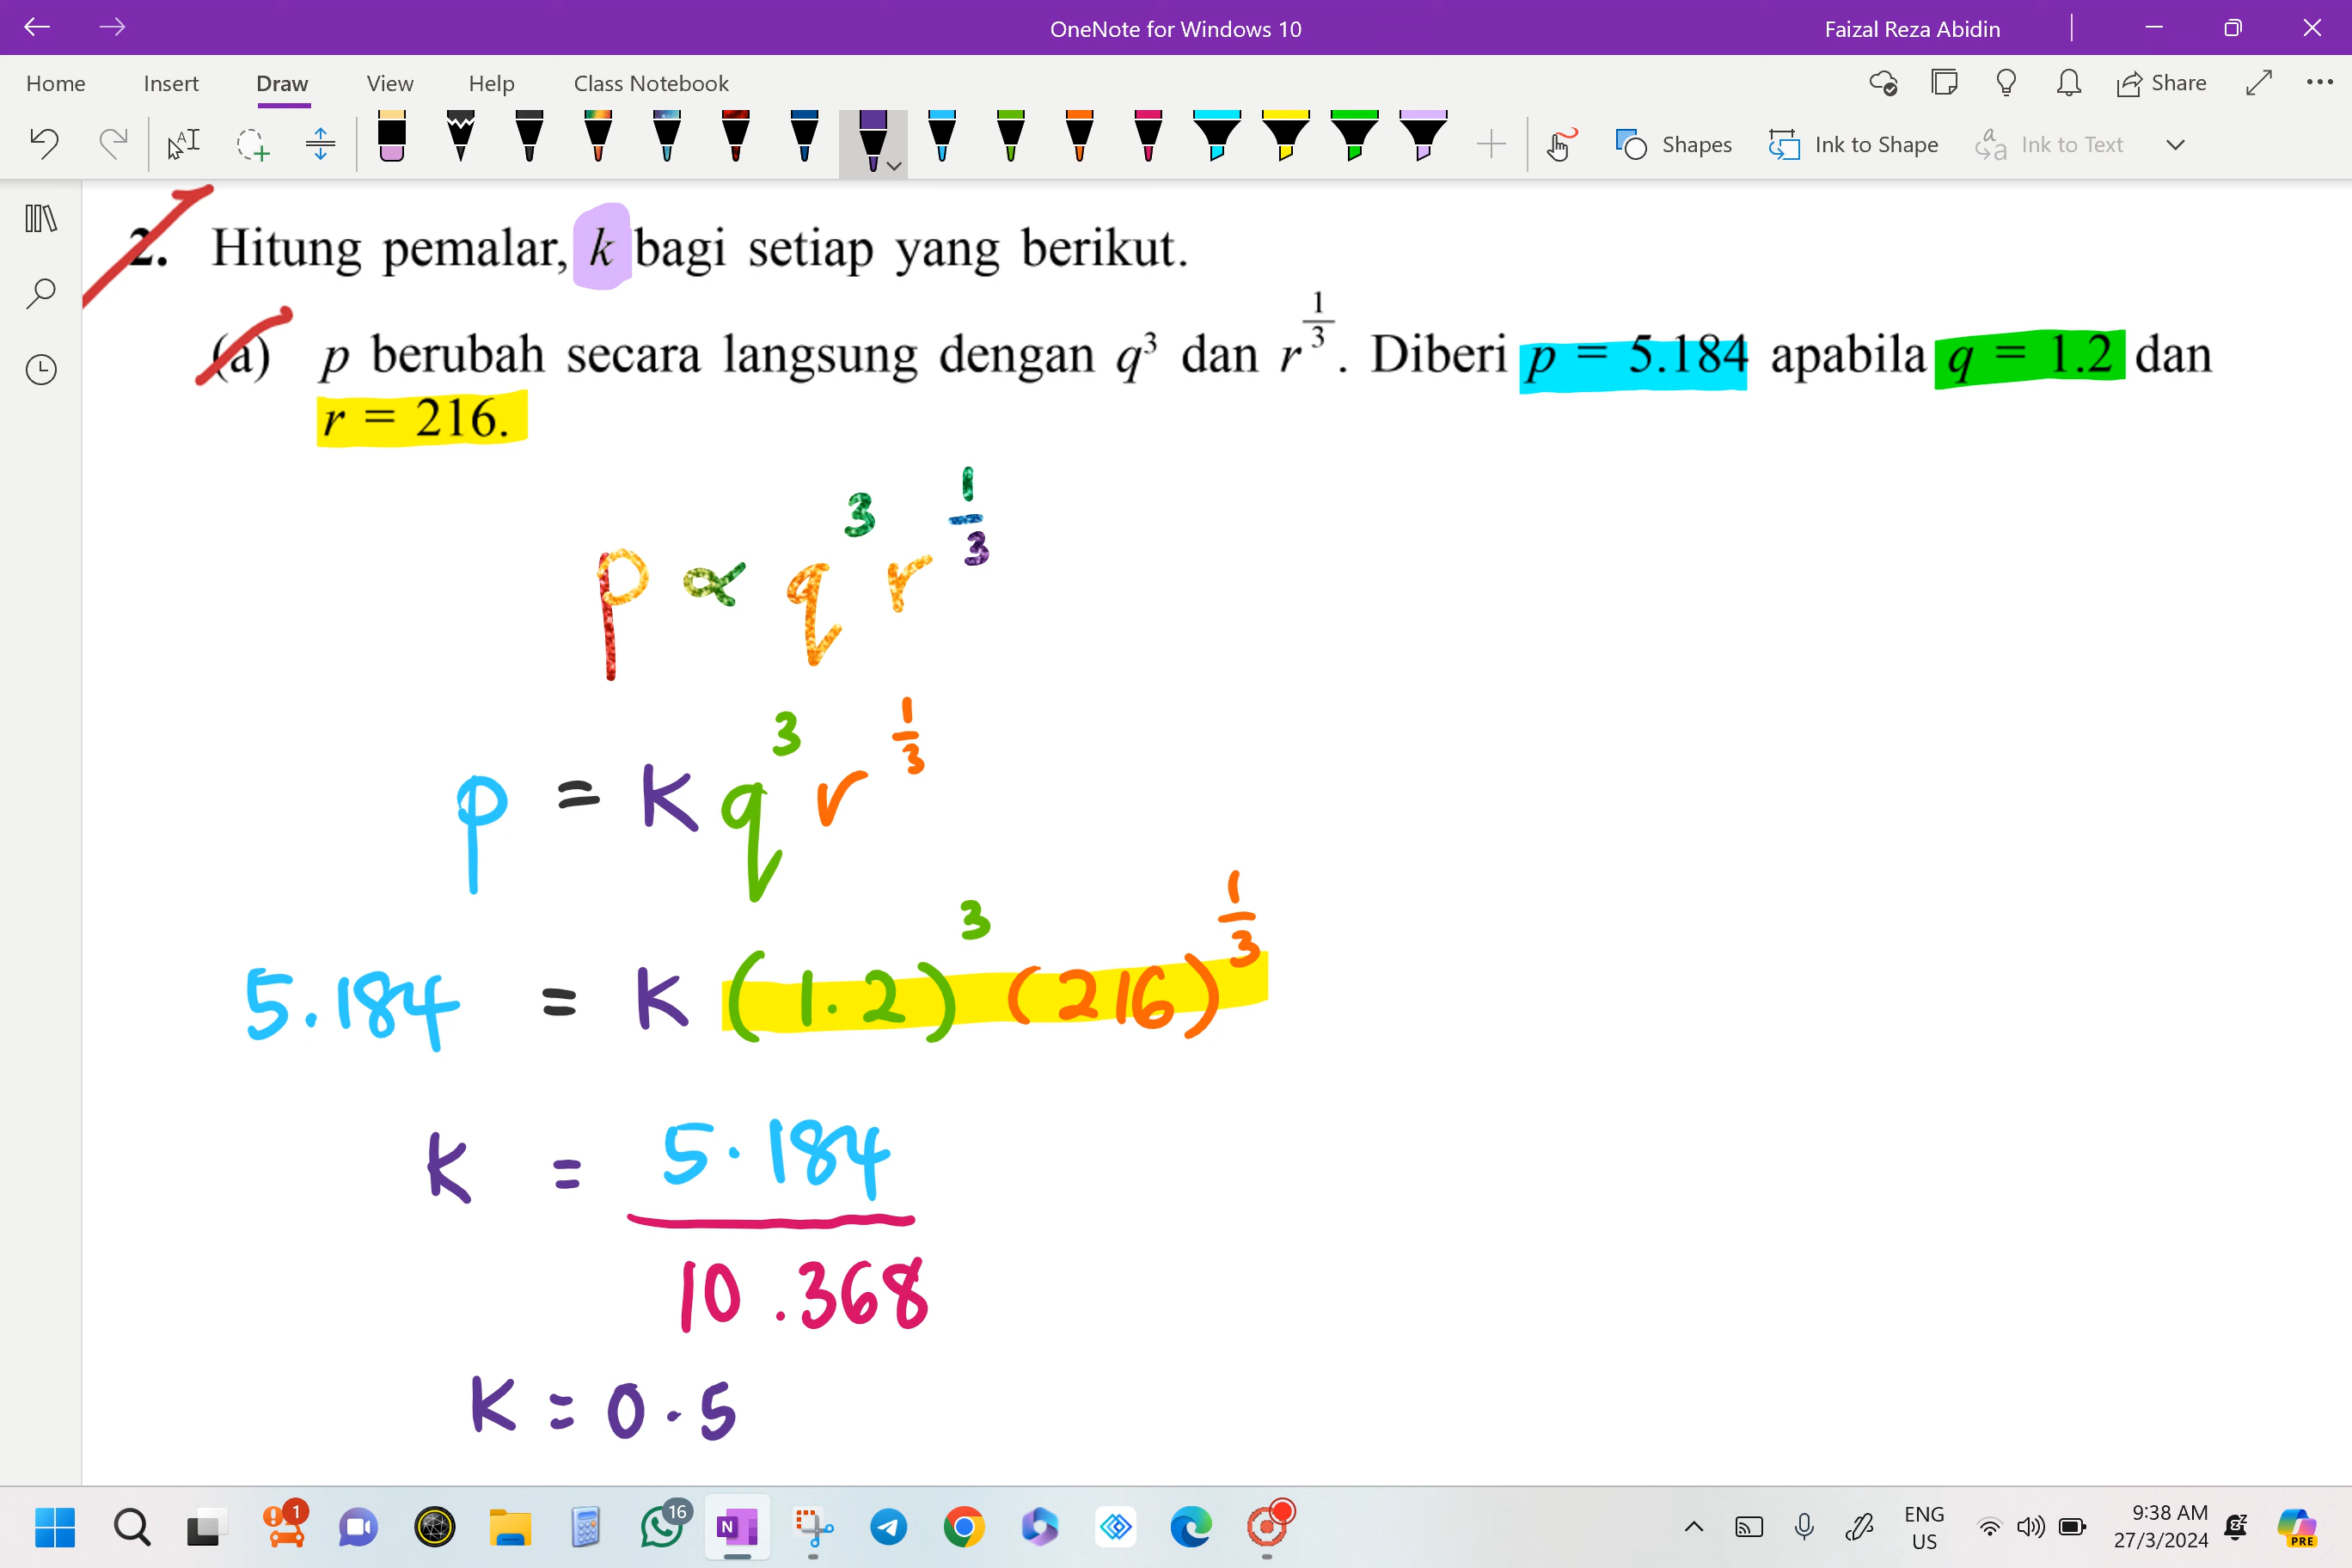 OneNote for Windows 10 Faizal Reza Abidin
Home Insert Draw View Help Class Notebook Share
Shapes Ink to Shape Ink to Text
2. Hitung pemalar, k bagi setiap yang berikut.
(a) p berubah secara langsung dengan q³ dan r^(1/3). Diberi p = 5.184 apabila q = 1.2 dan
r = 216.
p ∝ q³ r^(1/3)
p = K q³ r^(1/3)
5.184 = K (1.2)³ (216)^(1/3)
K = 5.184 / 10.368
K = 0.5
1 16 N ENG US 9:38 AM 27/3/2024 PRE